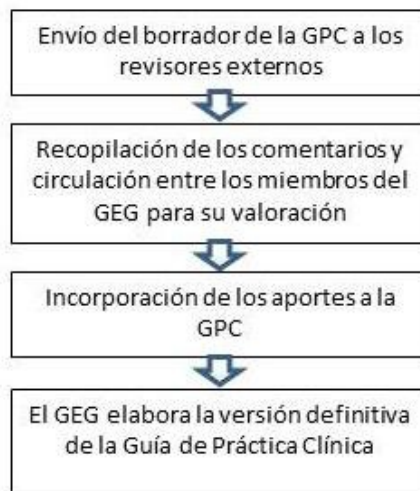 Envío del borrador de la GPC a los
revisores externos
Recopilación de los comentarios y
circulación entre los miembros del
GEG para su valoración
Incorporación de los aportes a la
GPC
El GEG elabora la versión definitiva
de la Guía de Práctica Clínica